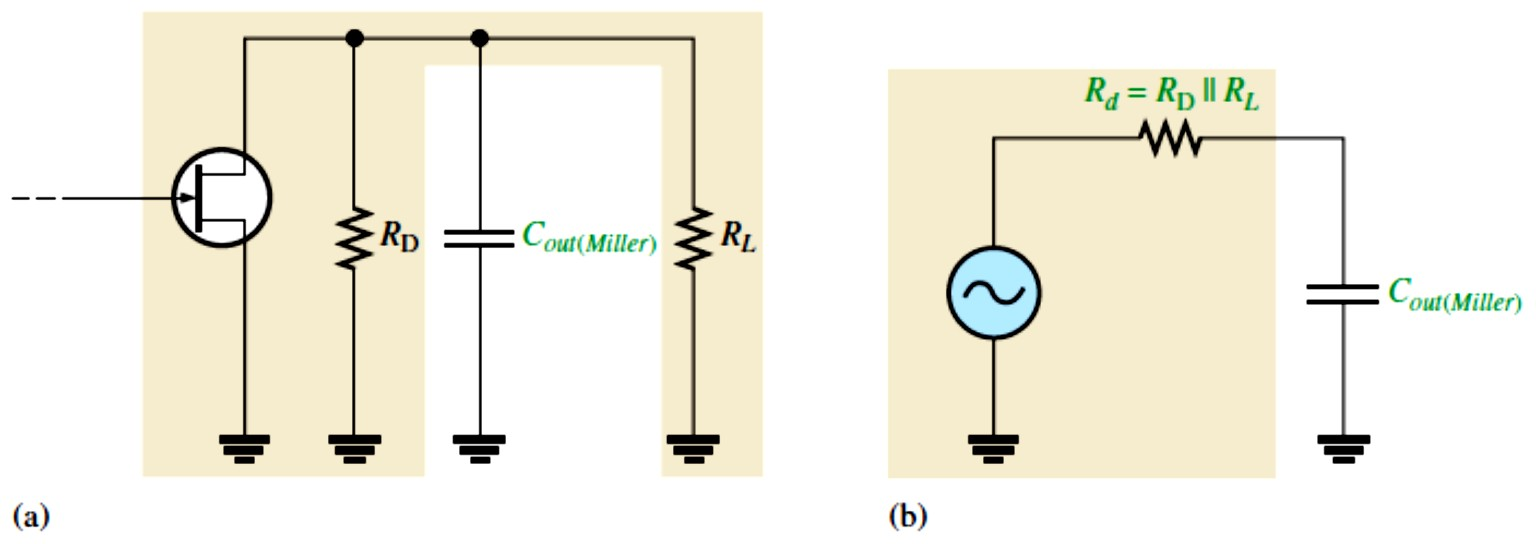 R_D
C_out(Miller)
R_L
(a)
R_d = R_D || R_L
C_out(Miller)
(b)